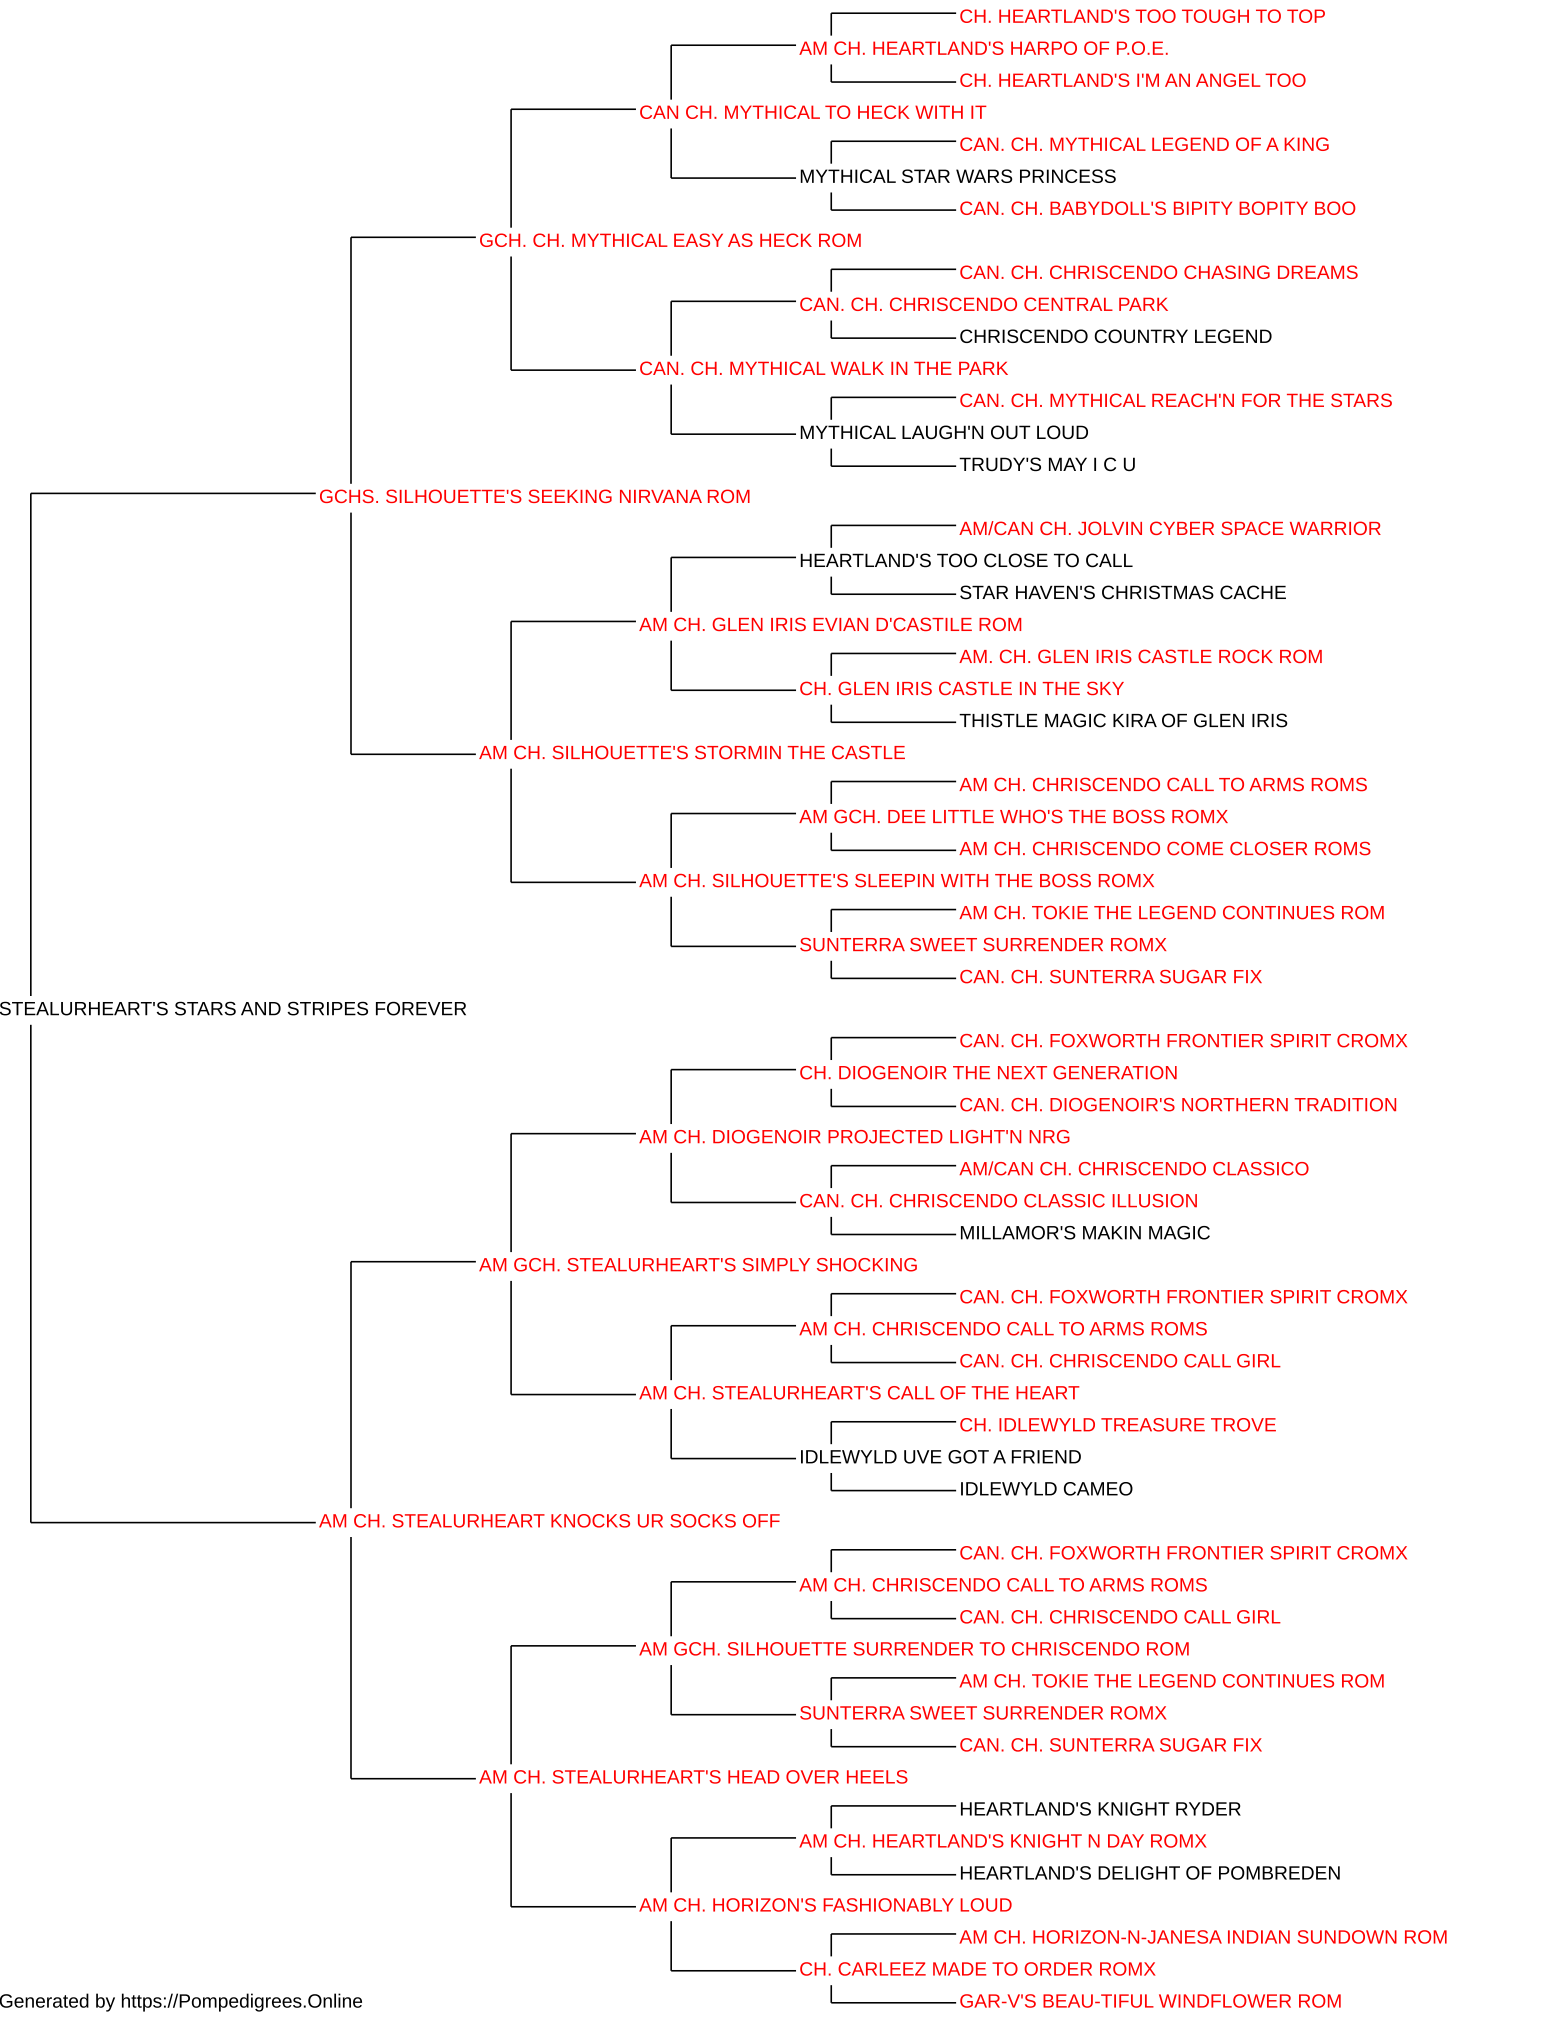 CH. HEARTLAND'S TOO TOUGH TO TOP
AM CH. HEARTLAND'S HARPO OF P.O.E.
CH. HEARTLAND'S I'M AN ANGEL TOO
CAN CH. MYTHICAL TO HECK WITH IT
CAN. CH. MYTHICAL LEGEND OF A KING
MYTHICAL STAR WARS PRINCESS
CAN. CH. BABYDOLL'S BIPITY BOPITY BOO
GCH. CH. MYTHICAL EASY AS HECK ROM
CAN. CH. CHRISCENDO CHASING DREAMS
CAN. CH. CHRISCENDO CENTRAL PARK
CHRISCENDO COUNTRY LEGEND
CAN. CH. MYTHICAL WALK IN THE PARK
CAN. CH. MYTHICAL REACH'N FOR THE STARS
MYTHICAL LAUGH'N OUT LOUD
TRUDY'S MAY I C U
GCHS. SILHOUETTE'S SEEKING NIRVANA ROM
AM/CAN CH. JOLVIN CYBER SPACE WARRIOR
HEARTLAND'S TOO CLOSE TO CALL
STAR HAVEN'S CHRISTMAS CACHE
AM CH. GLEN IRIS EVIAN D'CASTILE ROM
AM. CH. GLEN IRIS CASTLE ROCK ROM
CH. GLEN IRIS CASTLE IN THE SKY
THISTLE MAGIC KIRA OF GLEN IRIS
AM CH. SILHOUETTE'S STORMIN THE CASTLE
AM CH. CHRISCENDO CALL TO ARMS ROMS
AM GCH. DEE LITTLE WHO'S THE BOSS ROMX
AM CH. CHRISCENDO COME CLOSER ROMS
AM CH. SILHOUETTE'S SLEEPIN WITH THE BOSS ROMX
AM CH. TOKIE THE LEGEND CONTINUES ROM
SUNTERRA SWEET SURRENDER ROMX
CAN. CH. SUNTERRA SUGAR FIX
STEALURHEART'S STARS AND STRIPES FOREVER
CAN. CH. FOXWORTH FRONTIER SPIRIT CROMX
CH. DIOGENOIR THE NEXT GENERATION
CAN. CH. DIOGENOIR'S NORTHERN TRADITION
AM CH. DIOGENOIR PROJECTED LIGHT'N NRG
AM/CAN CH. CHRISCENDO CLASSICO
CAN. CH. CHRISCENDO CLASSIC ILLUSION
MILLAMOR'S MAKIN MAGIC
AM GCH. STEALURHEART'S SIMPLY SHOCKING
CAN. CH. FOXWORTH FRONTIER SPIRIT CROMX
AM CH. CHRISCENDO CALL TO ARMS ROMS
CAN. CH. CHRISCENDO CALL GIRL
AM CH. STEALURHEART'S CALL OF THE HEART
CH. IDLEWYLD TREASURE TROVE
IDLEWYLD UVE GOT A FRIEND
IDLEWYLD CAMEO
AM CH. STEALURHEART KNOCKS UR SOCKS OFF
CAN. CH. FOXWORTH FRONTIER SPIRIT CROMX
AM CH. CHRISCENDO CALL TO ARMS ROMS
CAN. CH. CHRISCENDO CALL GIRL
AM GCH. SILHOUETTE SURRENDER TO CHRISCENDO ROM
AM CH. TOKIE THE LEGEND CONTINUES ROM
SUNTERRA SWEET SURRENDER ROMX
CAN. CH. SUNTERRA SUGAR FIX
AM CH. STEALURHEART'S HEAD OVER HEELS
HEARTLAND'S KNIGHT RYDER
AM CH. HEARTLAND'S KNIGHT N DAY ROMX
HEARTLAND'S DELIGHT OF POMBREDEN
AM CH. HORIZON'S FASHIONABLY LOUD
AM CH. HORIZON-N-JANESA INDIAN SUNDOWN ROM
CH. CARLEEZ MADE TO ORDER ROMX
GAR-V'S BEAU-TIFUL WINDFLOWER ROM
Generated by https://Pompedigrees.Online